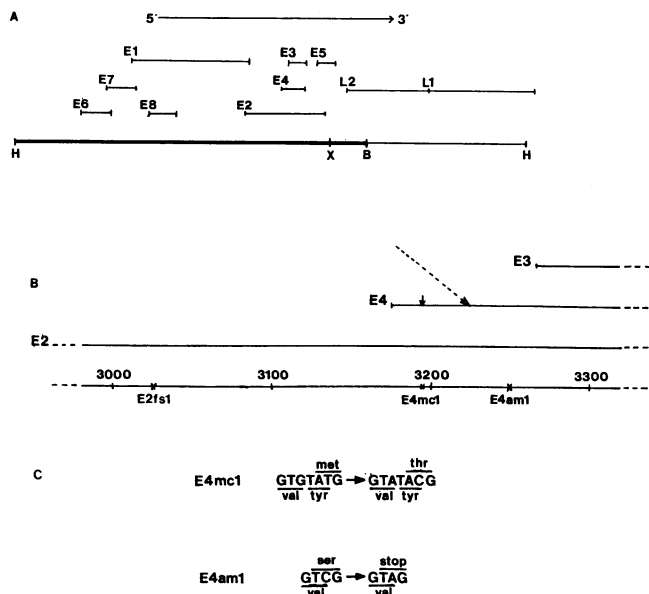 A 5' 3'
E1 E3 E5
E7 E4 L2 L1
E6 E8 E2
H X B H
E3
B
E4
E2
3000 3100 3200 3300
E2fs1 E4mc1 E4am1
C
met thr
E4mc1 GTGTATG GTATACG
val tyr val tyr
ser stop
E4am1 GTCG GTAG
val val